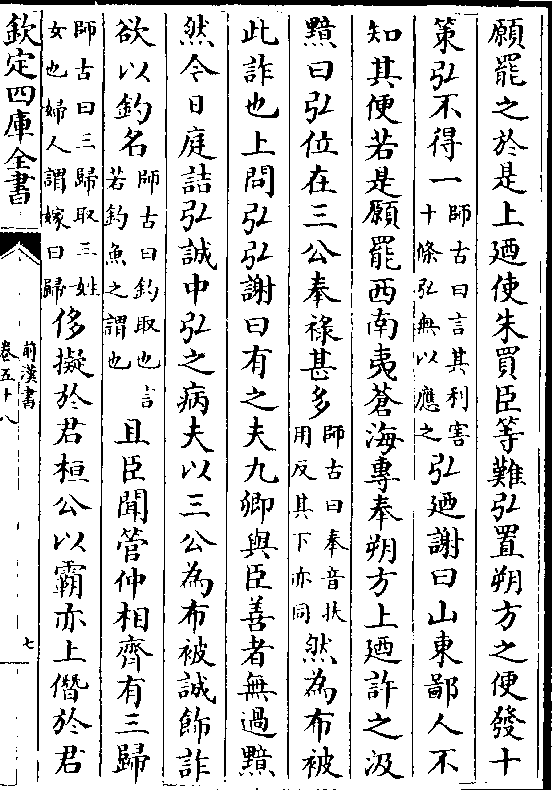 願罷之於是上廼使朱買臣等難弘置朔方之便發十
策弘不得一師古曰言其利害十條弘無以應之弘廼謝曰山東鄙人不
知其便若是願罷西南夷蒼海專奉朔方上廼許之汲
黯曰弘位在三公奉祿甚多師古曰奉音扶用反其下亦同然為布被
此詐也上問弘弘謝曰有之夫九卿與臣善者無過黯
然今日庭詰弘誠中弘之病夫以三公為布被誠飾詐
欲以釣名師古曰釣取也言若釣魚之謂也且臣聞管仲相齊有三歸
師古曰三歸取三姓女也婦人謂嫁曰歸侈擬於君桓公以霸亦上僭於君
欽定四庫全書
前漢書
卷五十八
七